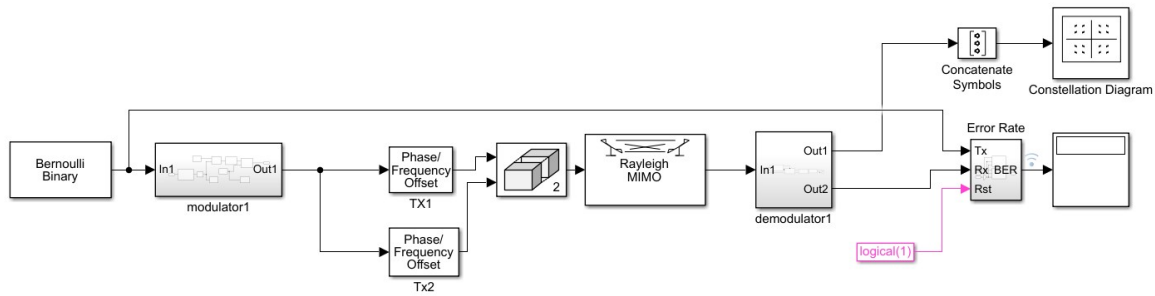 Bernoulli
Binary
In1
Out1
modulator1
Phase/
Frequency
Offset
TX1
Phase/
Frequency
Offset
Tx2
2
Rayleigh
MIMO
In1
Out1
Out2
demodulator1
Concatenate
Symbols
Constellation Diagram
Error Rate
Tx
Rx
BER
Rst
logical(1)